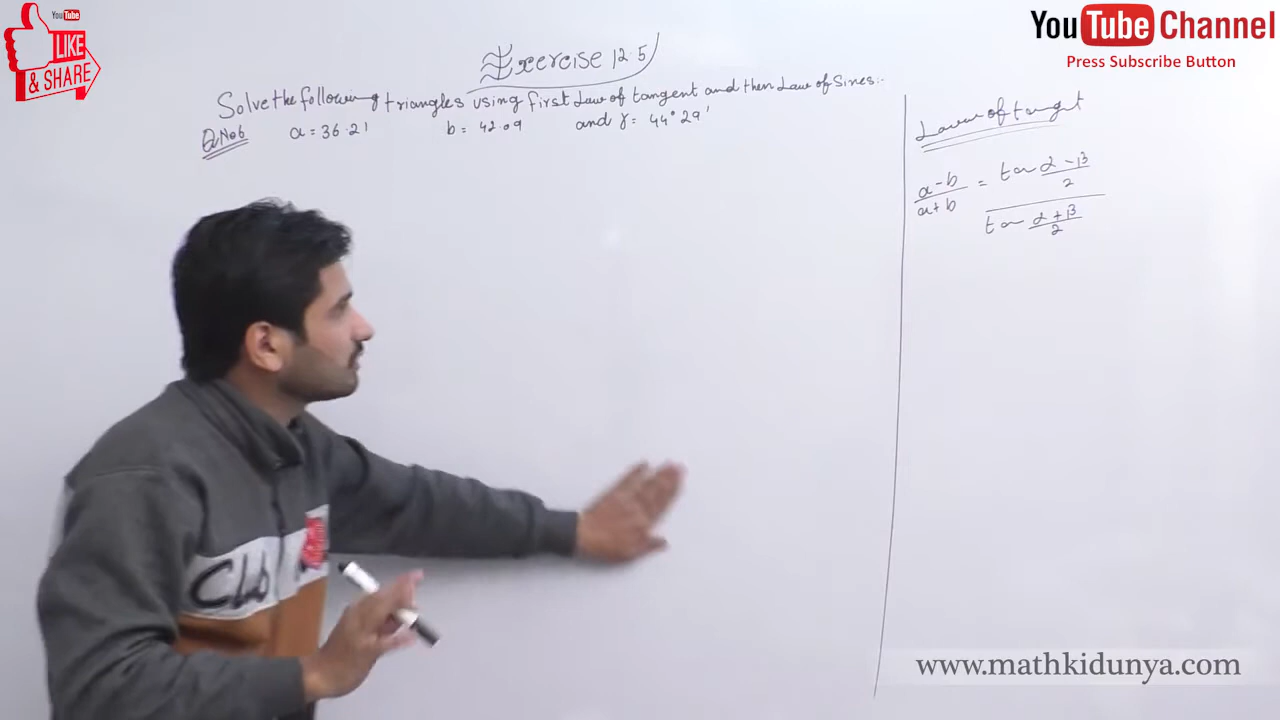 YouTube
LIKE
& SHARE
YouTube Channel
Press Subscribe Button
Exercise 12.5
Solve the following triangles using first Law of tangent and then Law of Sines:-
Q.No6 a = 36.21 b = 42.09 and γ = 44° 29'
Law of tangent
a - b / a + b = tan α - β / 2 / tan α + β / 2
Club
www.mathkidunya.com